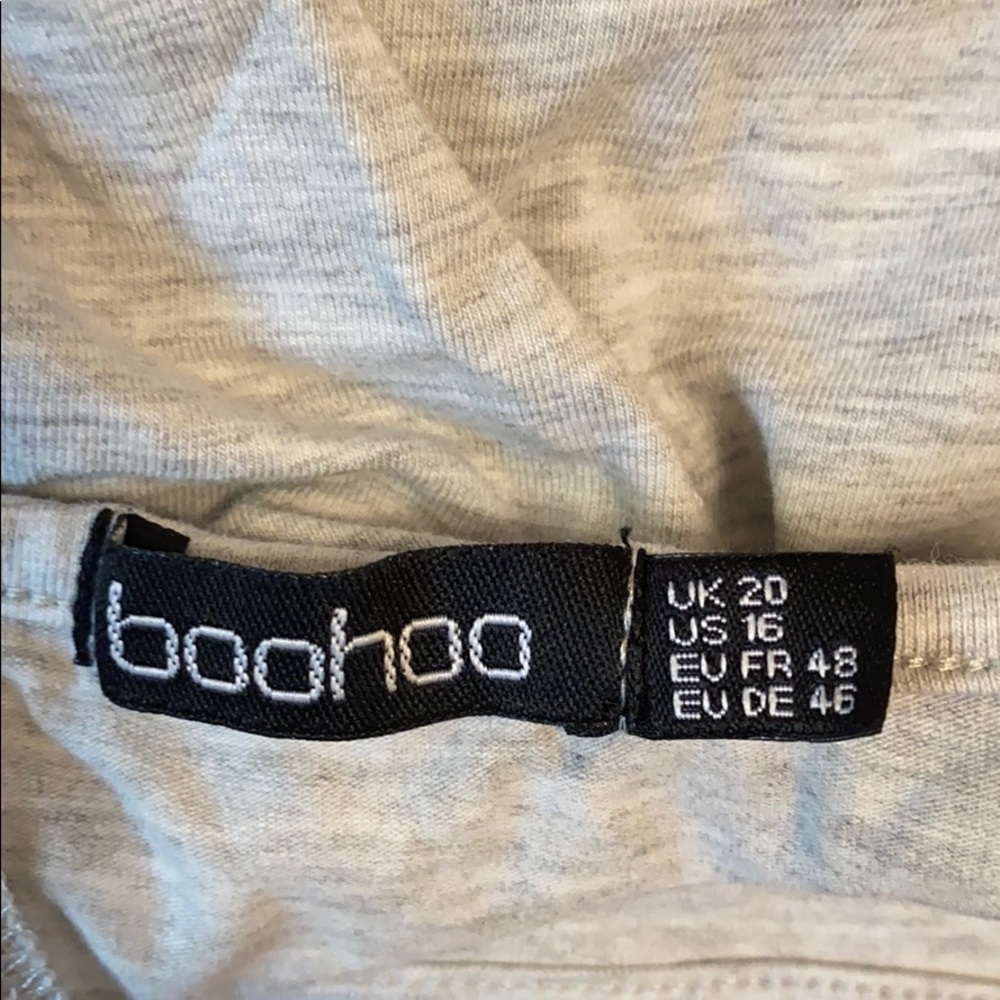 boohoo
UK 20
US 16
EU FR 48
EU DE 46